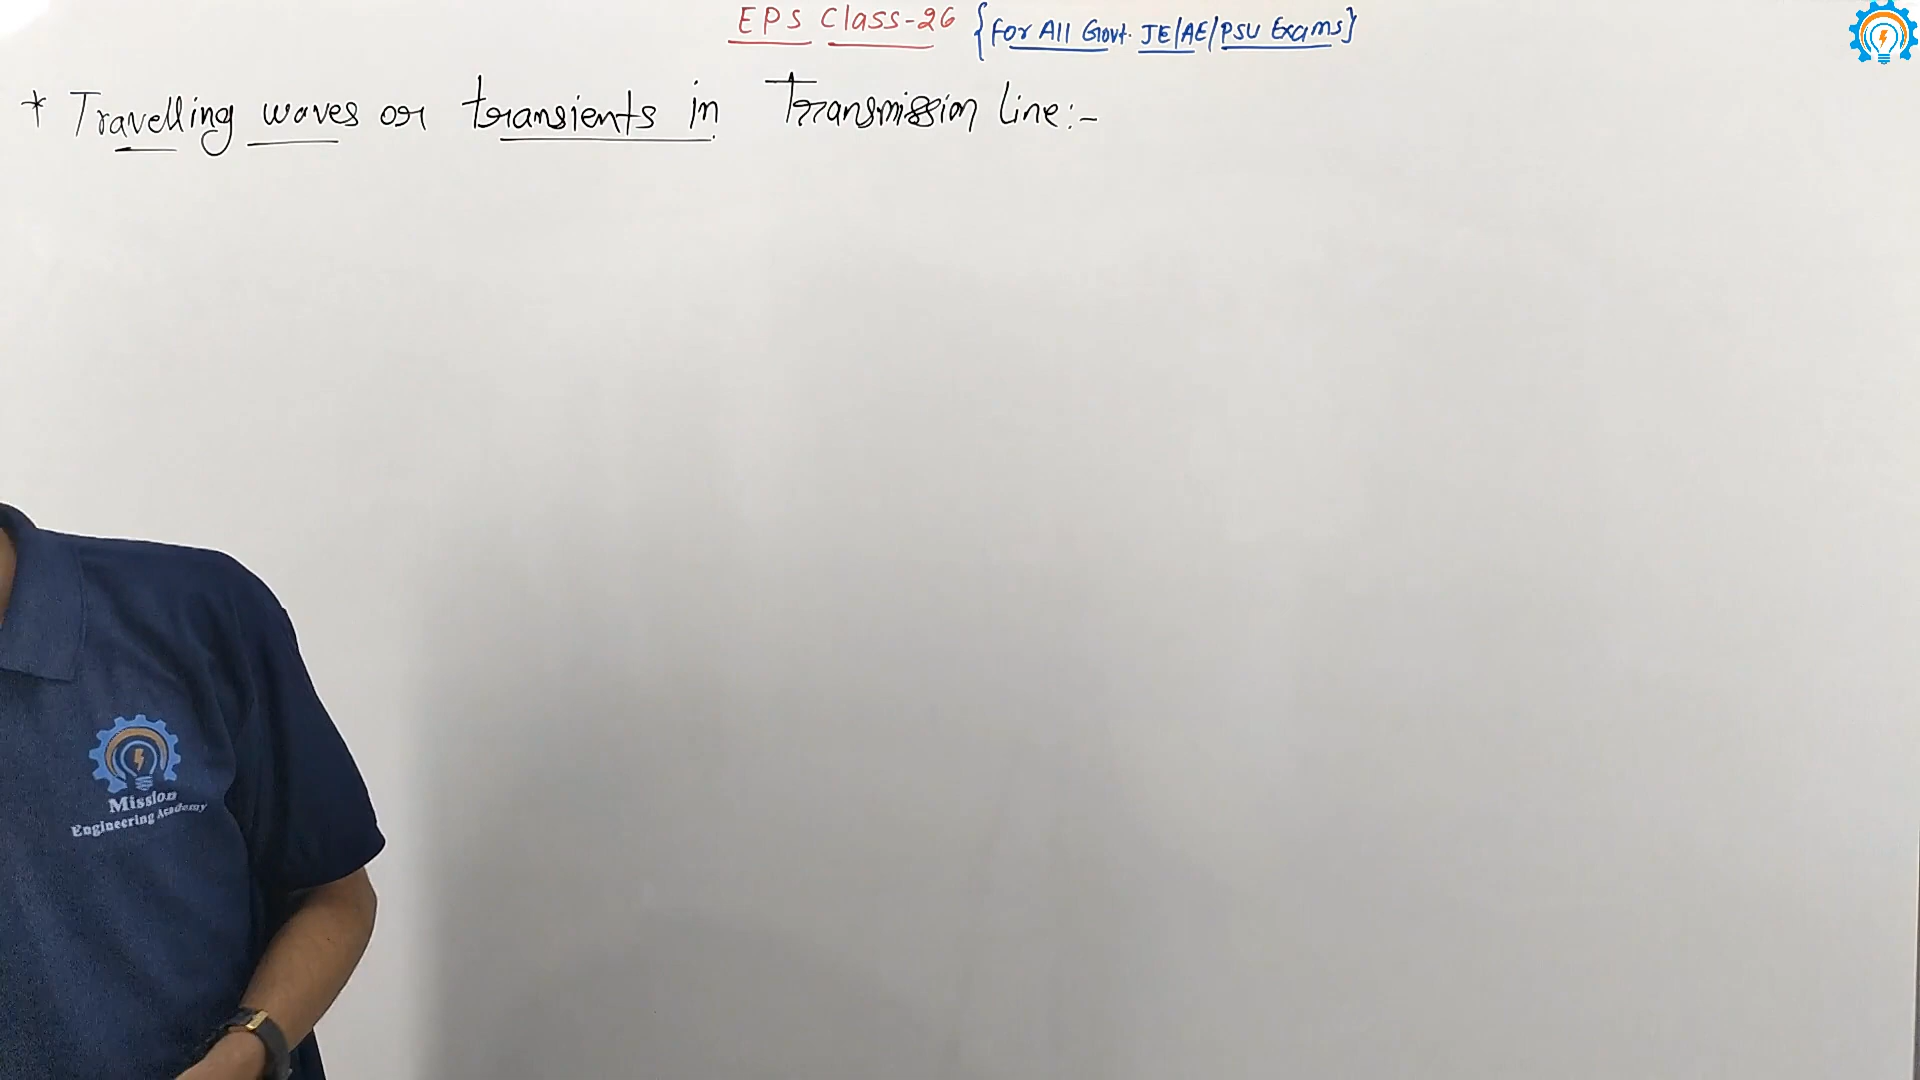 EPS Class-26 {For All Govt. JE/AE/PSU Exams}
* Travelling waves or transients in Transmission line:-
Mission
Engineering Academy